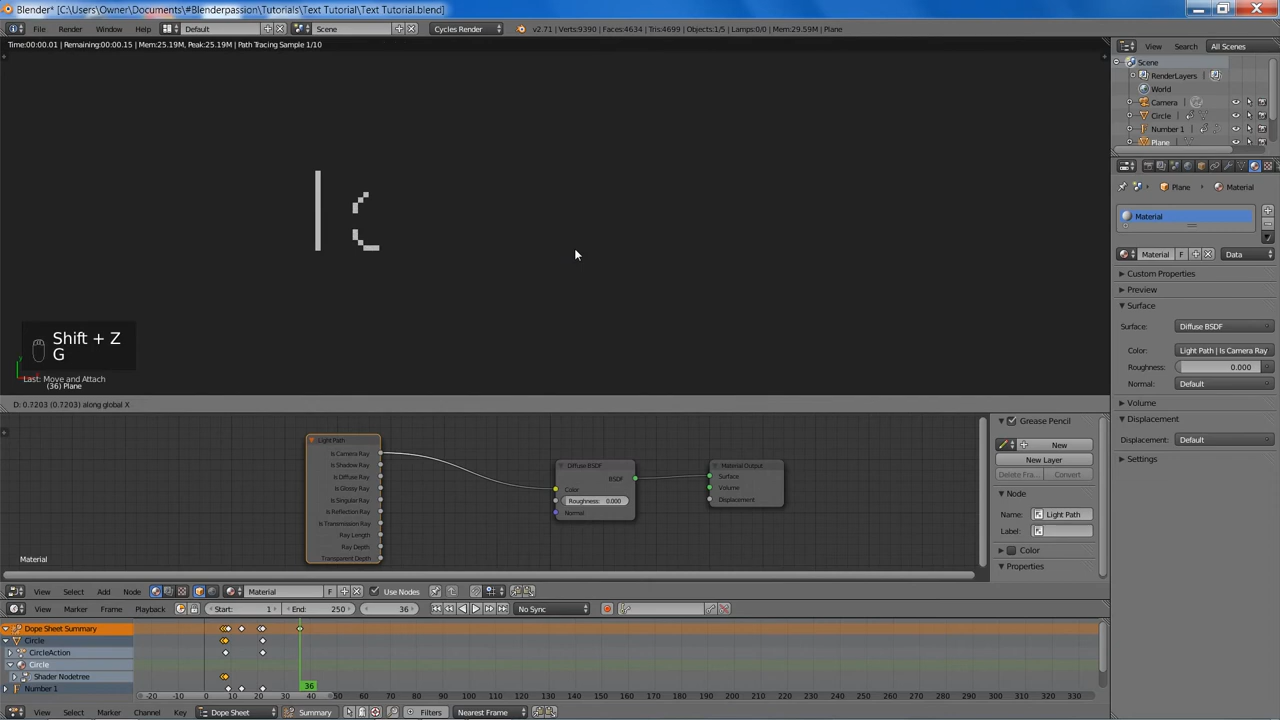 Blender* [C:\Users\Owner\Documents\#Blenderpassion\Tutorials\Text Tutorial\Text Tutorial.blend]
File Render Window Help Default Scene Cycles Render v2.71 | Verts:9390 | Faces:4634 | Tris:4699 | Objects:1/5 | Lamps:0/0 | Mem:29.59M | Plane
View Search All Scenes
Time:00:00.01 | Remaining:00:00.15 | Mem:25.19M, Peak:25.19M | Path Tracing Sample 1/10
Scene
RenderLayers
World
Camera
Circle
Number 1
Plane
Plane Material
Material
Material F Data
Custom Properties
Preview
Surface
Surface: Diffuse BSDF
Color: Light Path | Is Camera Ray
Roughness: 0.000
Normal: Default
Volume
Displacement
Displacement: Default
Settings
Shift + Z
G
Last: Move and Attach
(36) Plane
D: 0.7203 (0.7203) along global X
Light Path
Is Camera Ray
Is Shadow Ray
Is Diffuse Ray
Is Glossy Ray
Is Singular Ray
Is Reflection Ray
Is Transmission Ray
Ray Length
Ray Depth
Transparent Depth
Diffuse BSDF
BSDF
Color
Roughness: 0.000
Normal
Material Output
Surface
Volume
Displacement
Grease Pencil
New
New Layer
Delete Fra... Convert
Node
Name: Light Path
Label:
Color
Properties
Material
View Select Add Node Material F Use Nodes
View Marker Frame Playback Start: 1 End: 250 36 No Sync
Dope Sheet Summary
Circle
CircleAction
Circle
Shader Nodetree
Number 1
-20 -10 0 10 20 30 36 40 50 60 70 80 90 100 110 120 130 140 150 160 170 180 190 200 210 220 230 240 250 260 270 280 290 300 310 320 330
View Select Marker Channel Key Dope Sheet Summary Filters Nearest Frame